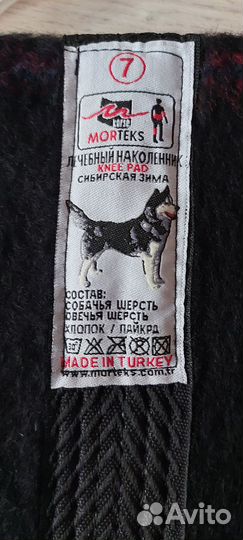 7
MORTEKS
ЛЕЧЕБНЫЙ НАКОЛЕННИК
KNEE PAD
СИБИРСКАЯ ЗИМА
СОСТАВ:
СОБАЧЬЯ ШЕРСТЬ
ОВЕЧЬЯ ШЕРСТЬ
ХЛОПОК / ЛАЙКРА
MADE IN TURKEY
www.morteks.com.tr
Avito